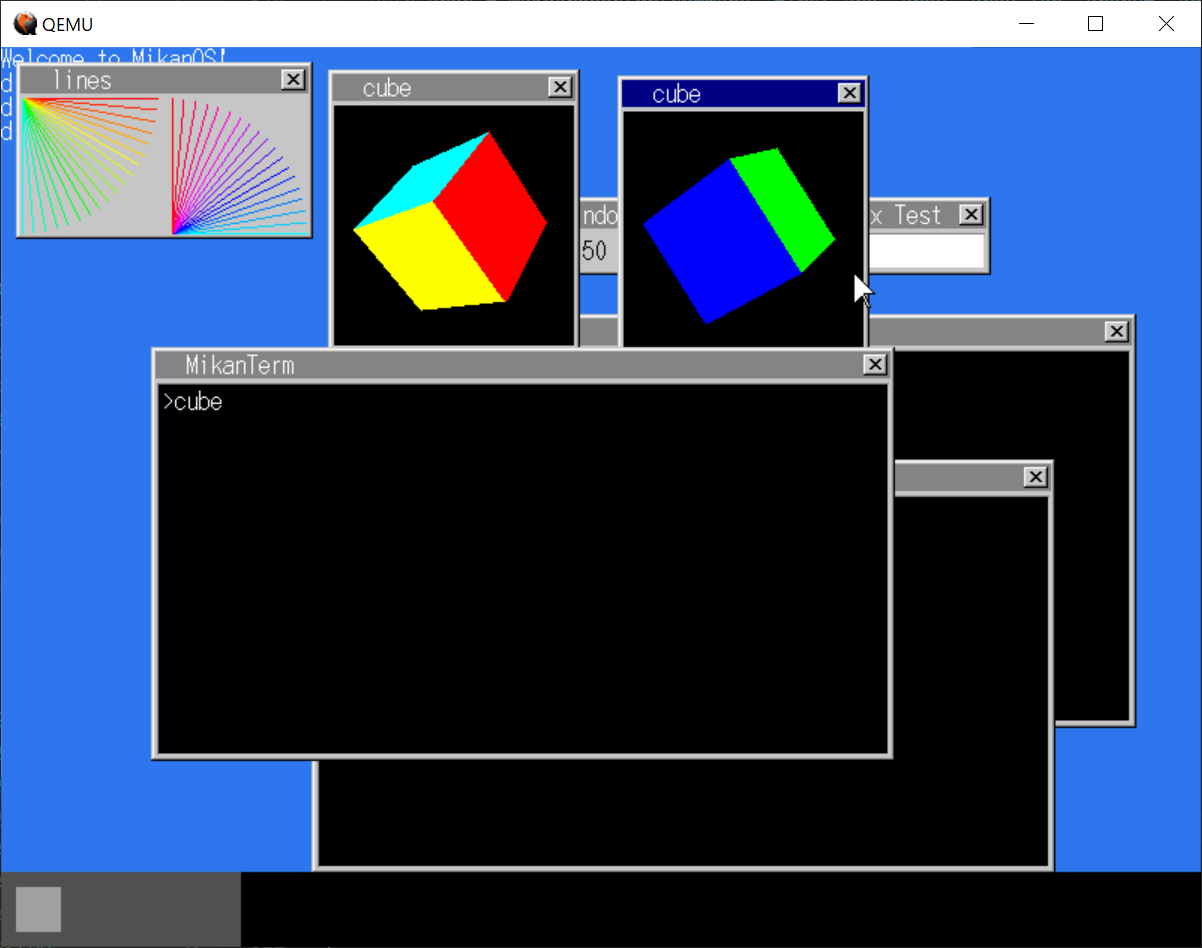 QEMU
Welcome to MikanOS!
d
d
d
lines
cube
cube
ndo
x Test
50
MikanTerm
>cube